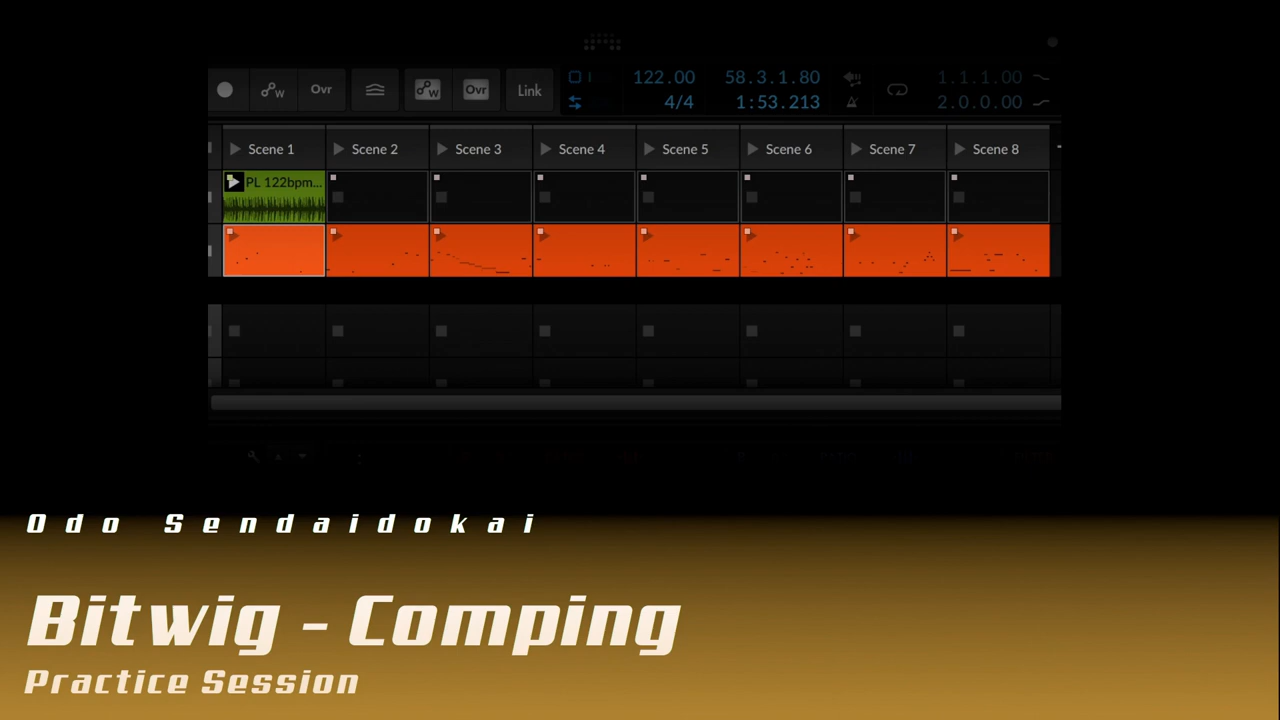 Ovr Ovr Link 122.00 58.3.1.80 1.1.1.00
4/4 1:53.213 2.0.0.00
Scene 1 Scene 2 Scene 3 Scene 4 Scene 5 Scene 6 Scene 7 Scene 8
PL 122bpm...
Odo Sendaidokai
Bitwig - Comping
Practice Session